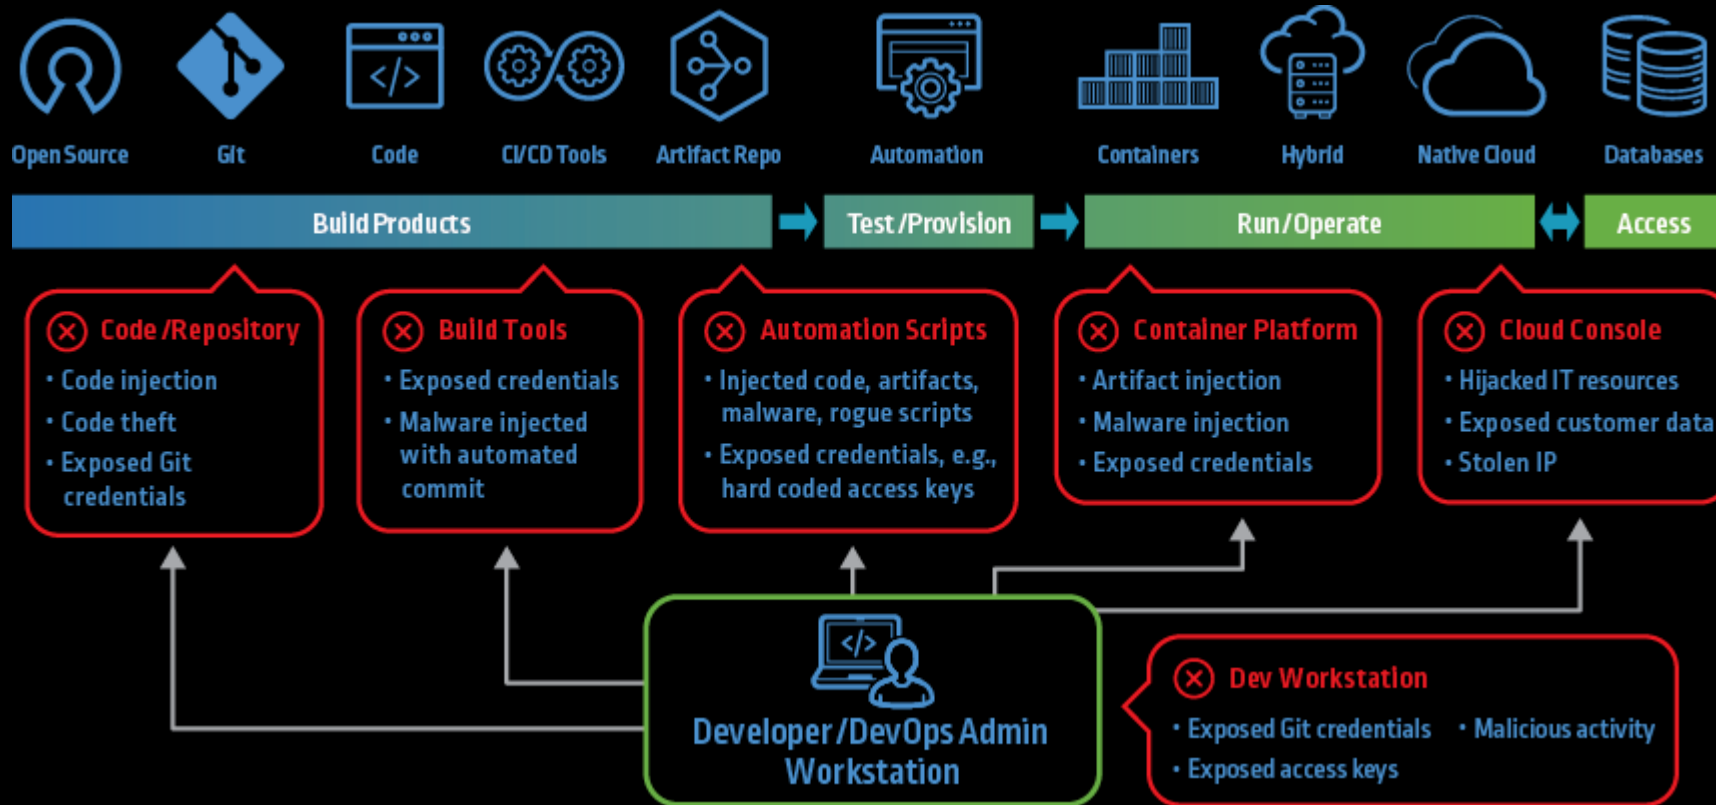 Open Source
Git
Code
CI/CD Tools
Artifact Repo
Automation
Containers
Hybrid
Native Cloud
Databases
</>
Build Products
Test/Provision
Run/Operate
Access
Code/Repository
• Code injection
• Code theft
• Exposed Git
credentials
Build Tools
• Exposed credentials
• Malware injected
with automated
commit
Automation Scripts
• Injected code, artifacts,
malware, rogue scripts
• Exposed credentials, e.g.,
hard coded access keys
Container Platform
• Artifact injection
• Malware injection
• Exposed credentials
Cloud Console
• Hijacked IT resources
• Exposed customer data
• Stolen IP
</>
Developer/DevOps Admin
Workstation
Dev Workstation
• Exposed Git credentials
• Malicious activity
• Exposed access keys